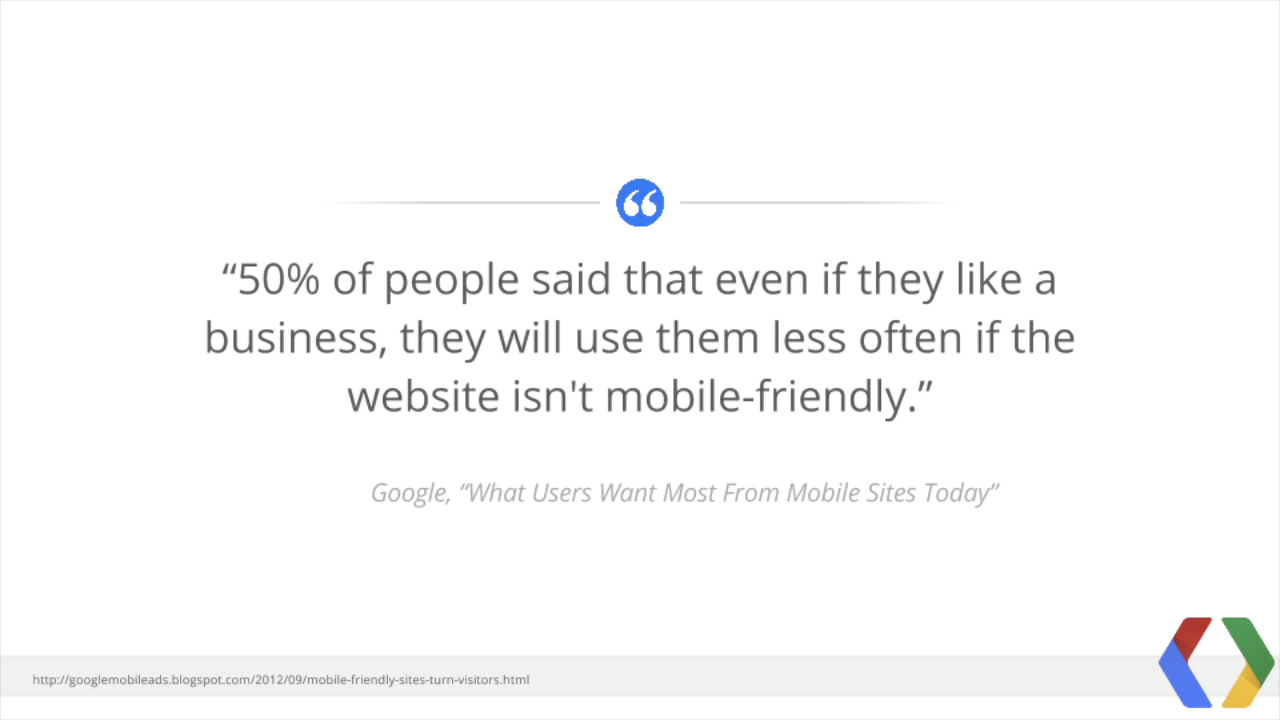 “50% of people said that even if they like a
business, they will use them less often if the
website isn't mobile-friendly.”
Google, “What Users Want Most From Mobile Sites Today”
http://googlemobileads.blogspot.com/2012/09/mobile-friendly-sites-turn-visitors.html